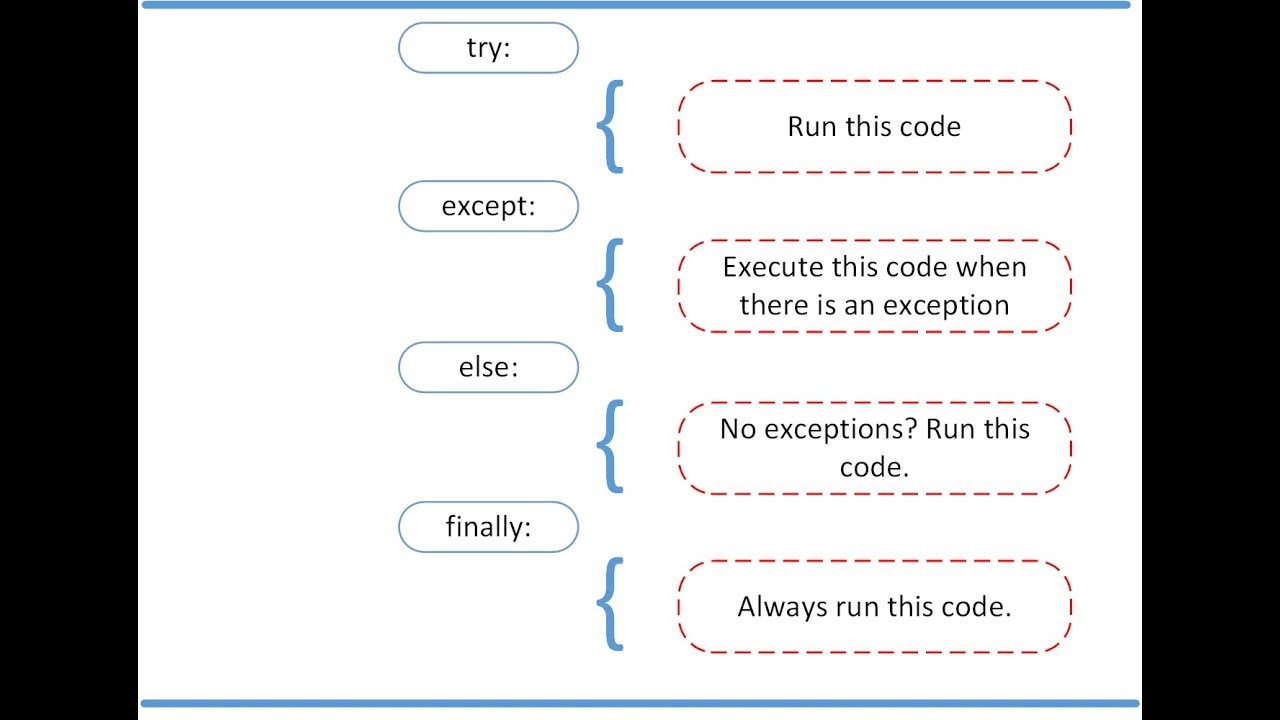 try:
Run this code
except:
Execute this code when
there is an exception
else:
No exceptions? Run this
code.
finally:
Always run this code.